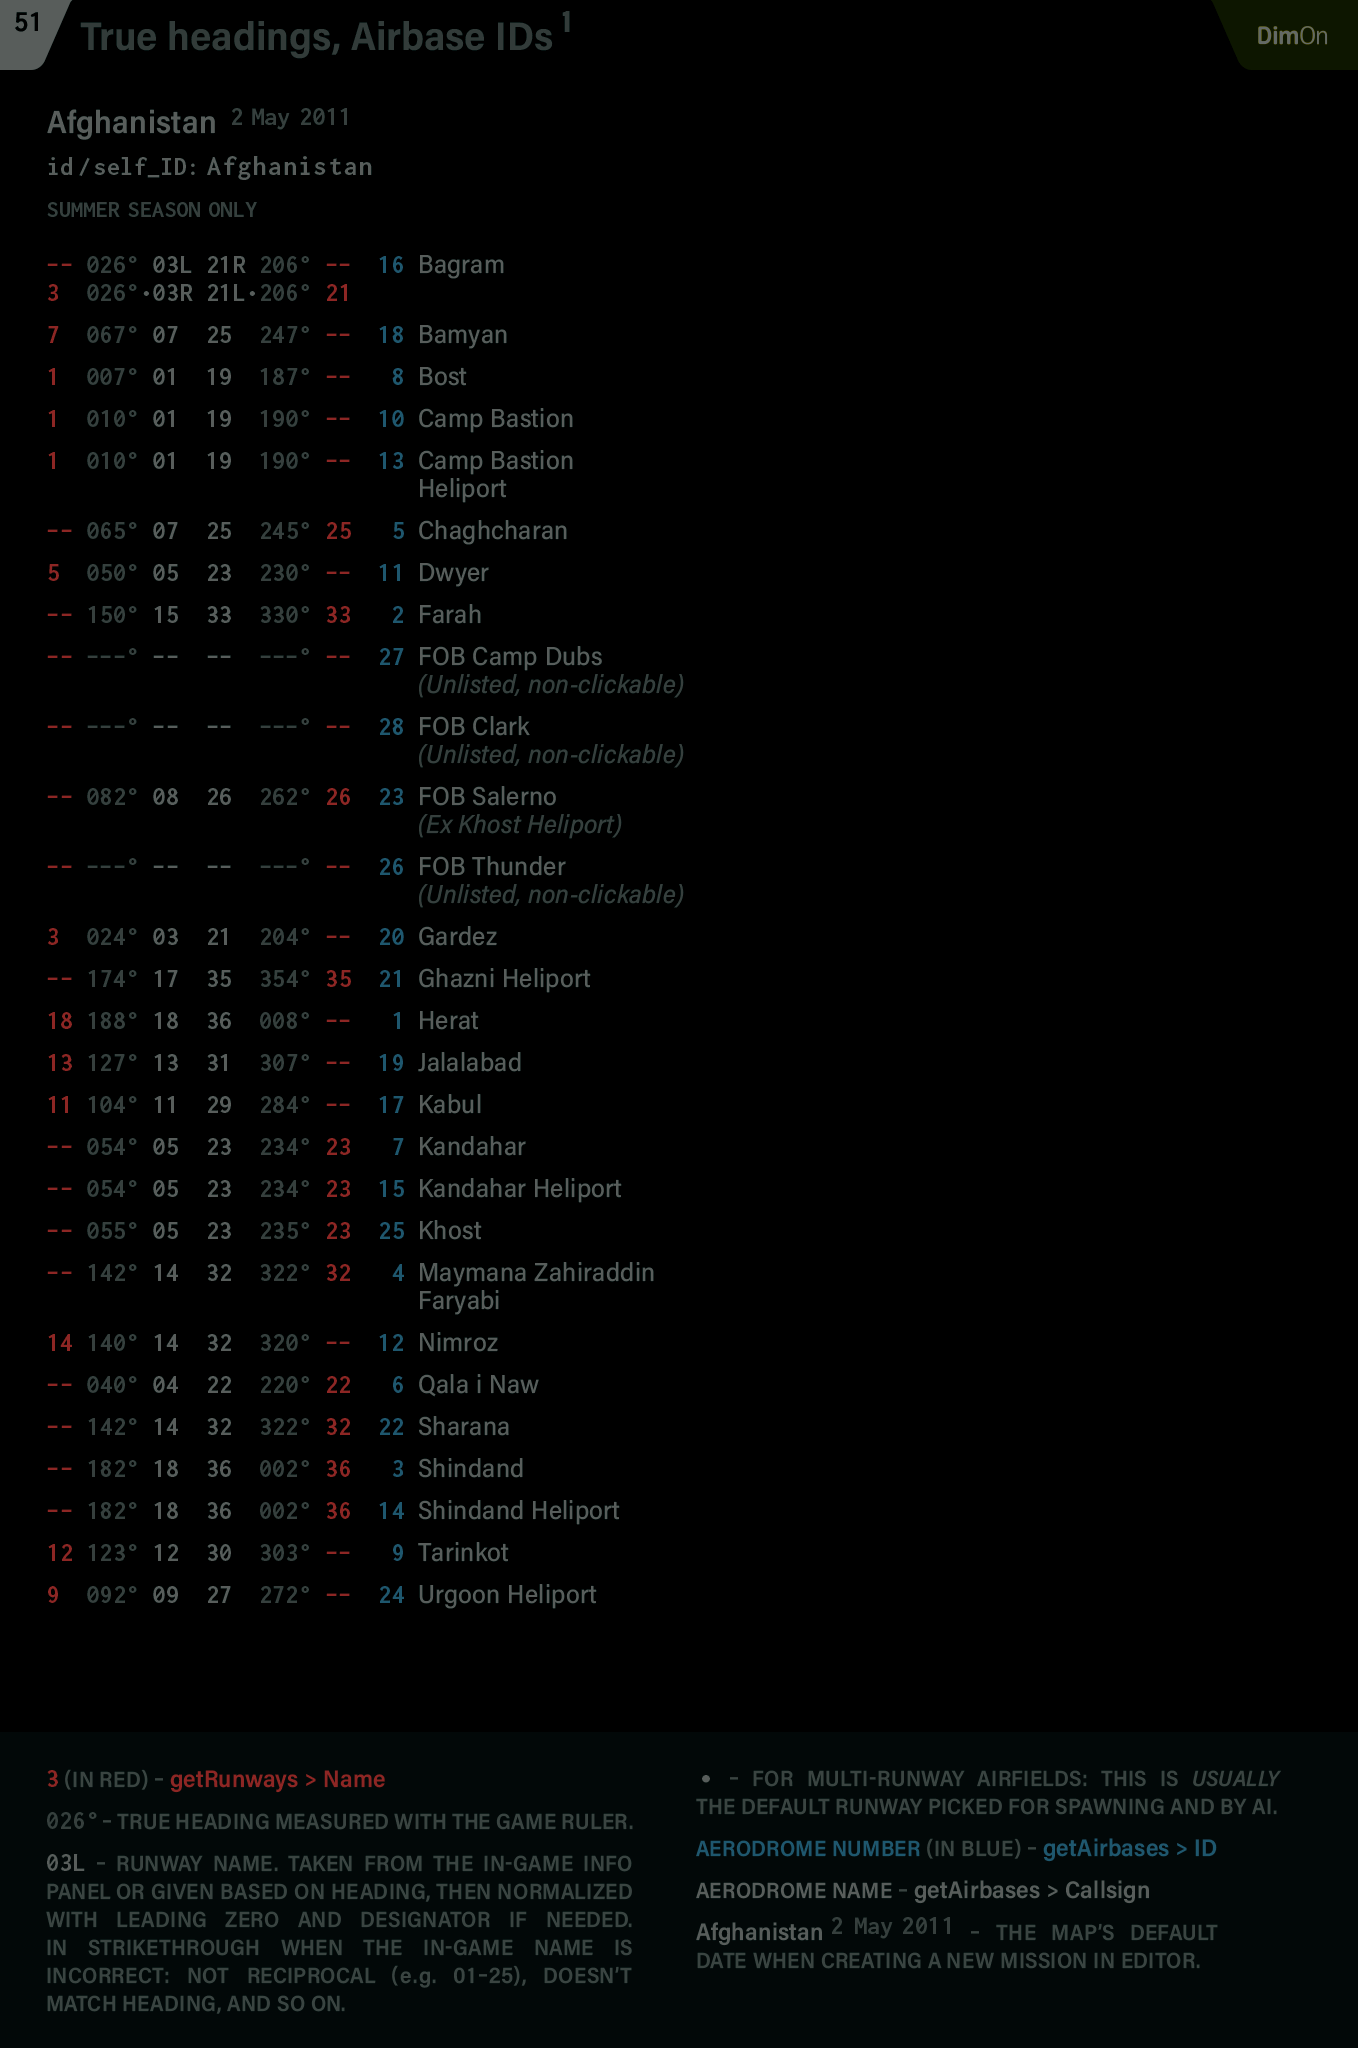 51 True headings, Airbase IDs 1 DimOn
Afghanistan 2 May 2011
id/self_ID: Afghanistan
SUMMER SEASON ONLY
-- 026° 03L 21R 206° -- 16 Bagram
3 026°·03R 21L·206° 21
7 067° 07 25 247° -- 18 Bamyan
1 007° 01 19 187° -- 8 Bost
1 010° 01 19 190° -- 10 Camp Bastion
1 010° 01 19 190° -- 13 Camp Bastion
Heliport
-- 065° 07 25 245° 25 5 Chaghcharan
5 050° 05 23 230° -- 11 Dwyer
-- 150° 15 33 330° 33 2 Farah
-- ---° -- -- ---° -- 27 FOB Camp Dubs
(Unlisted, non-clickable)
-- ---° -- -- ---° -- 28 FOB Clark
(Unlisted, non-clickable)
-- 082° 08 26 262° 26 23 FOB Salerno
(Ex Khost Heliport)
-- ---° -- -- ---° -- 26 FOB Thunder
(Unlisted, non-clickable)
3 024° 03 21 204° -- 20 Gardez
-- 174° 17 35 354° 35 21 Ghazni Heliport
18 188° 18 36 008° -- 1 Herat
13 127° 13 31 307° -- 19 Jalalabad
11 104° 11 29 284° -- 17 Kabul
-- 054° 05 23 234° 23 7 Kandahar
-- 054° 05 23 234° 23 15 Kandahar Heliport
-- 055° 05 23 235° 23 25 Khost
-- 142° 14 32 322° 32 4 Maymana Zahiraddin
Faryabi
14 140° 14 32 320° -- 12 Nimroz
-- 040° 04 22 220° 22 6 Qala i Naw
-- 142° 14 32 322° 32 22 Sharana
-- 182° 18 36 002° 36 3 Shindand
-- 182° 18 36 002° 36 14 Shindand Heliport
12 123° 12 30 303° -- 9 Tarinkot
9 092° 09 27 272° -- 24 Urgoon Heliport
3 (IN RED) – getRunways > Name
026° – TRUE HEADING MEASURED WITH THE GAME RULER.
03L – RUNWAY NAME. TAKEN FROM THE IN-GAME INFO
PANEL OR GIVEN BASED ON HEADING, THEN NORMALIZED
WITH LEADING ZERO AND DESIGNATOR IF NEEDED.
IN STRIKETHROUGH WHEN THE IN-GAME NAME IS
INCORRECT: NOT RECIPROCAL (e.g. 01–25), DOESN'T
MATCH HEADING, AND SO ON.
• – FOR MULTI-RUNWAY AIRFIELDS: THIS IS USUALLY
THE DEFAULT RUNWAY PICKED FOR SPAWNING AND BY AI.
AERODROME NUMBER (IN BLUE) – getAirbases > ID
AERODROME NAME – getAirbases > Callsign
Afghanistan 2 May 2011 – THE MAP'S DEFAULT
DATE WHEN CREATING A NEW MISSION IN EDITOR.